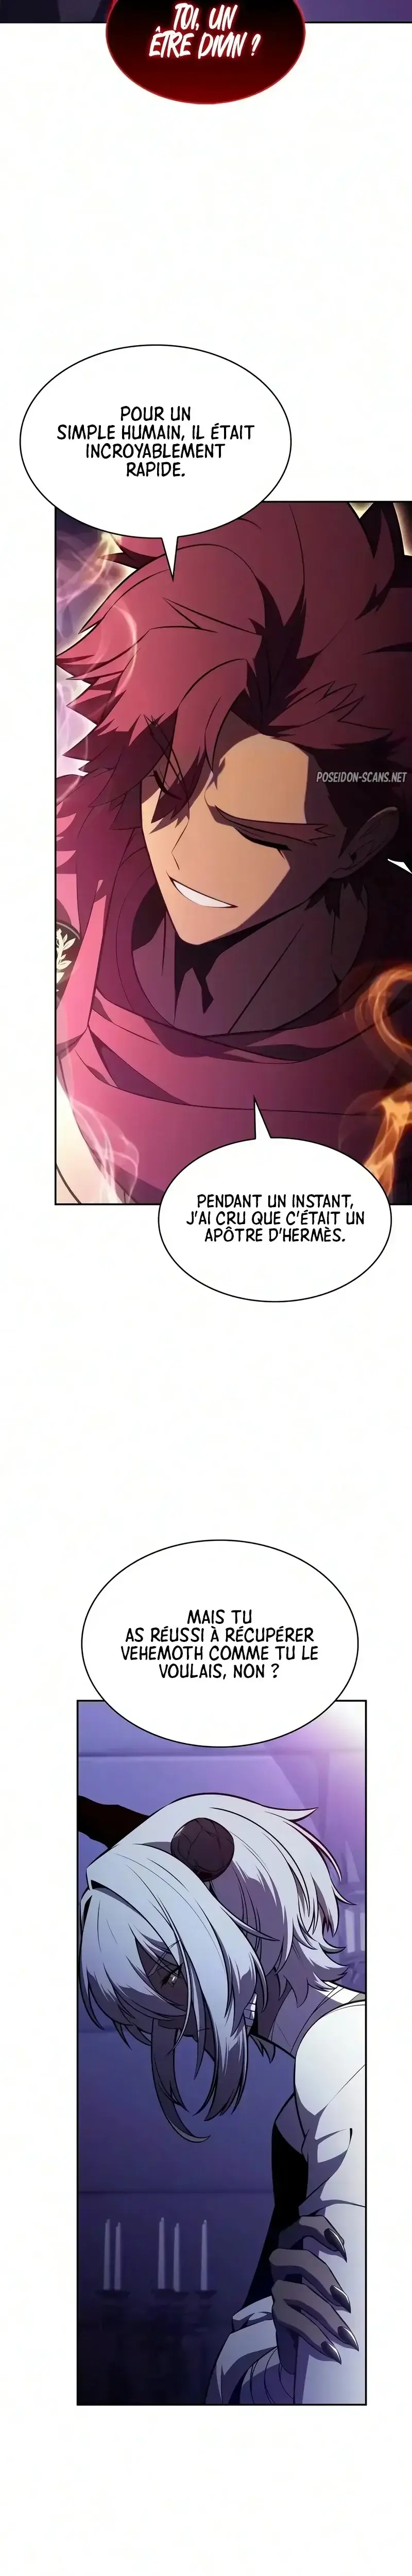 TOI, UN
ÊTRE DIVIN ?
POUR UN
SIMPLE HUMAIN, IL ÉTAIT
INCROYABLEMENT
RAPIDE.
POSEIDON-SCANS.NET
PENDANT UN INSTANT,
J'AI CRU QUE C'ÉTAIT UN
APÔTRE D'HERMÈS.
MAIS TU
AS RÉUSSI À RÉCUPÉRER
VEHEMOTH COMME TU LE
VOULAIS, NON ?